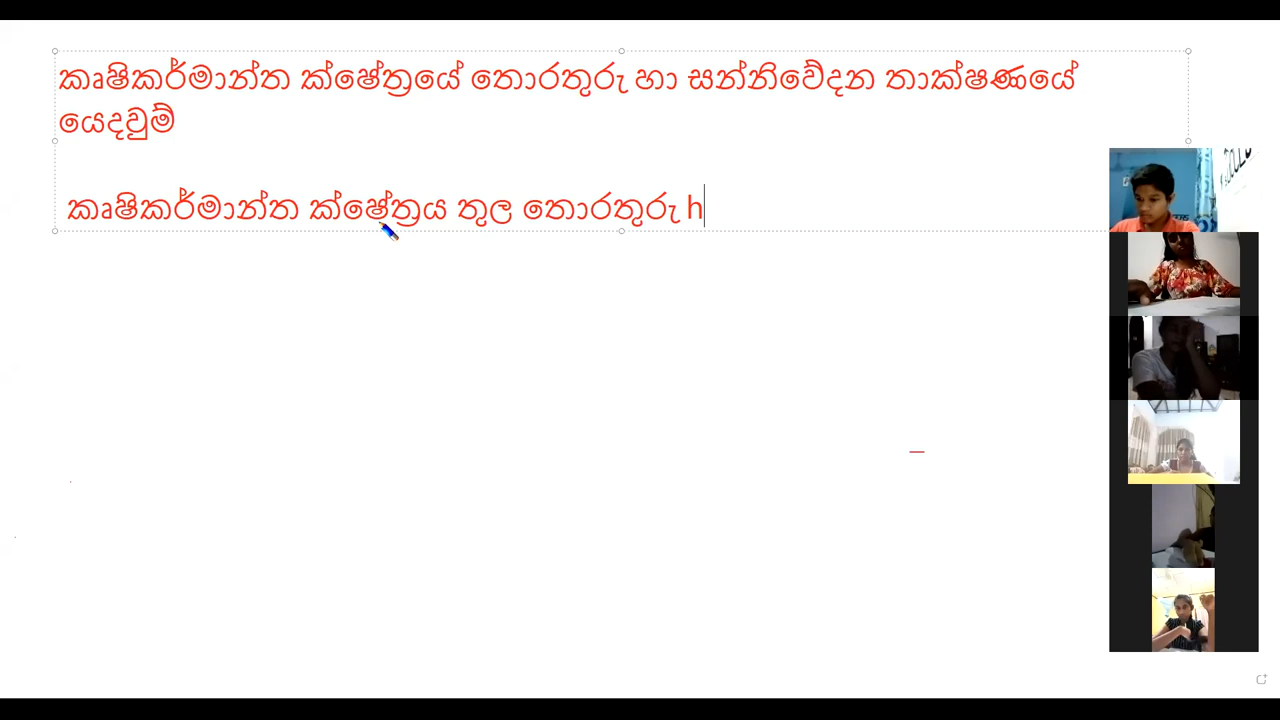 කෘෂිකර්මාන්ත ක්ෂේත්‍රයේ තොරතුරු හා සන්නිවේදන තාක්ෂණයේ
යෙදවුම්
කෘෂිකර්මාන්ත ක්ෂේත්‍රය තුල තොරතුරු h